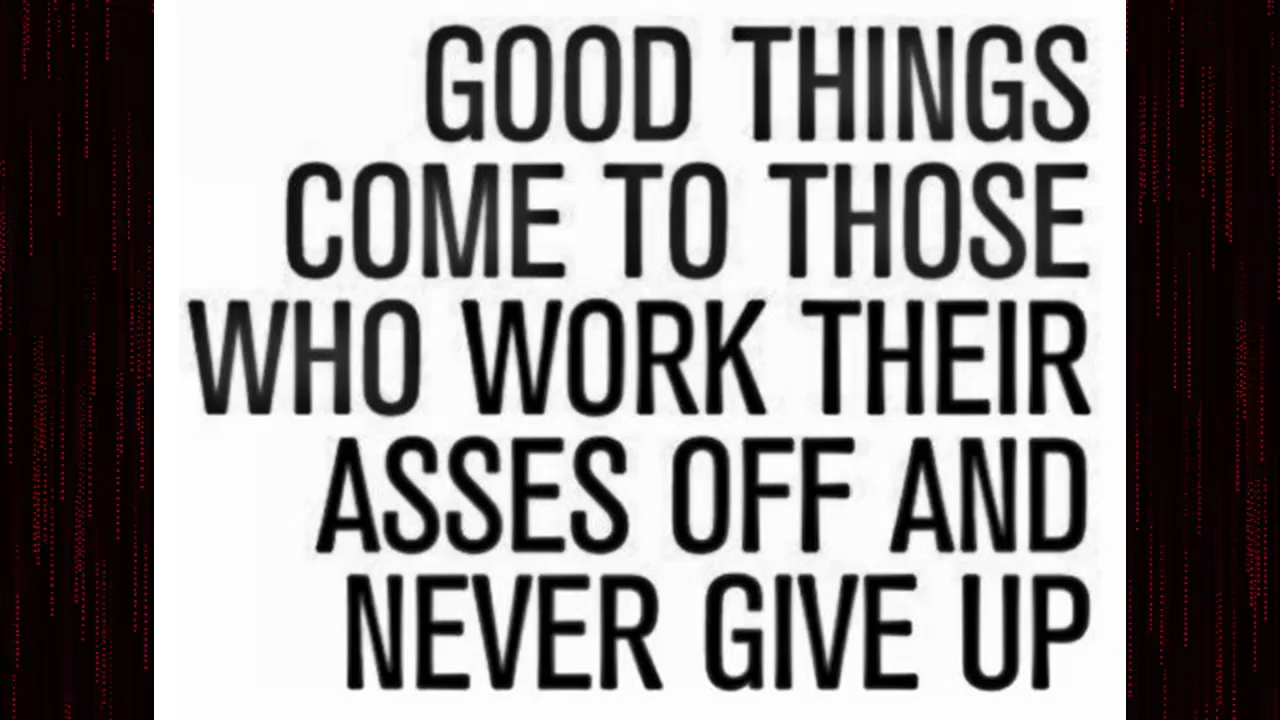 GOOD THINGS
COME TO THOSE
WHO WORK THEIR
ASSES OFF AND
NEVER GIVE UP